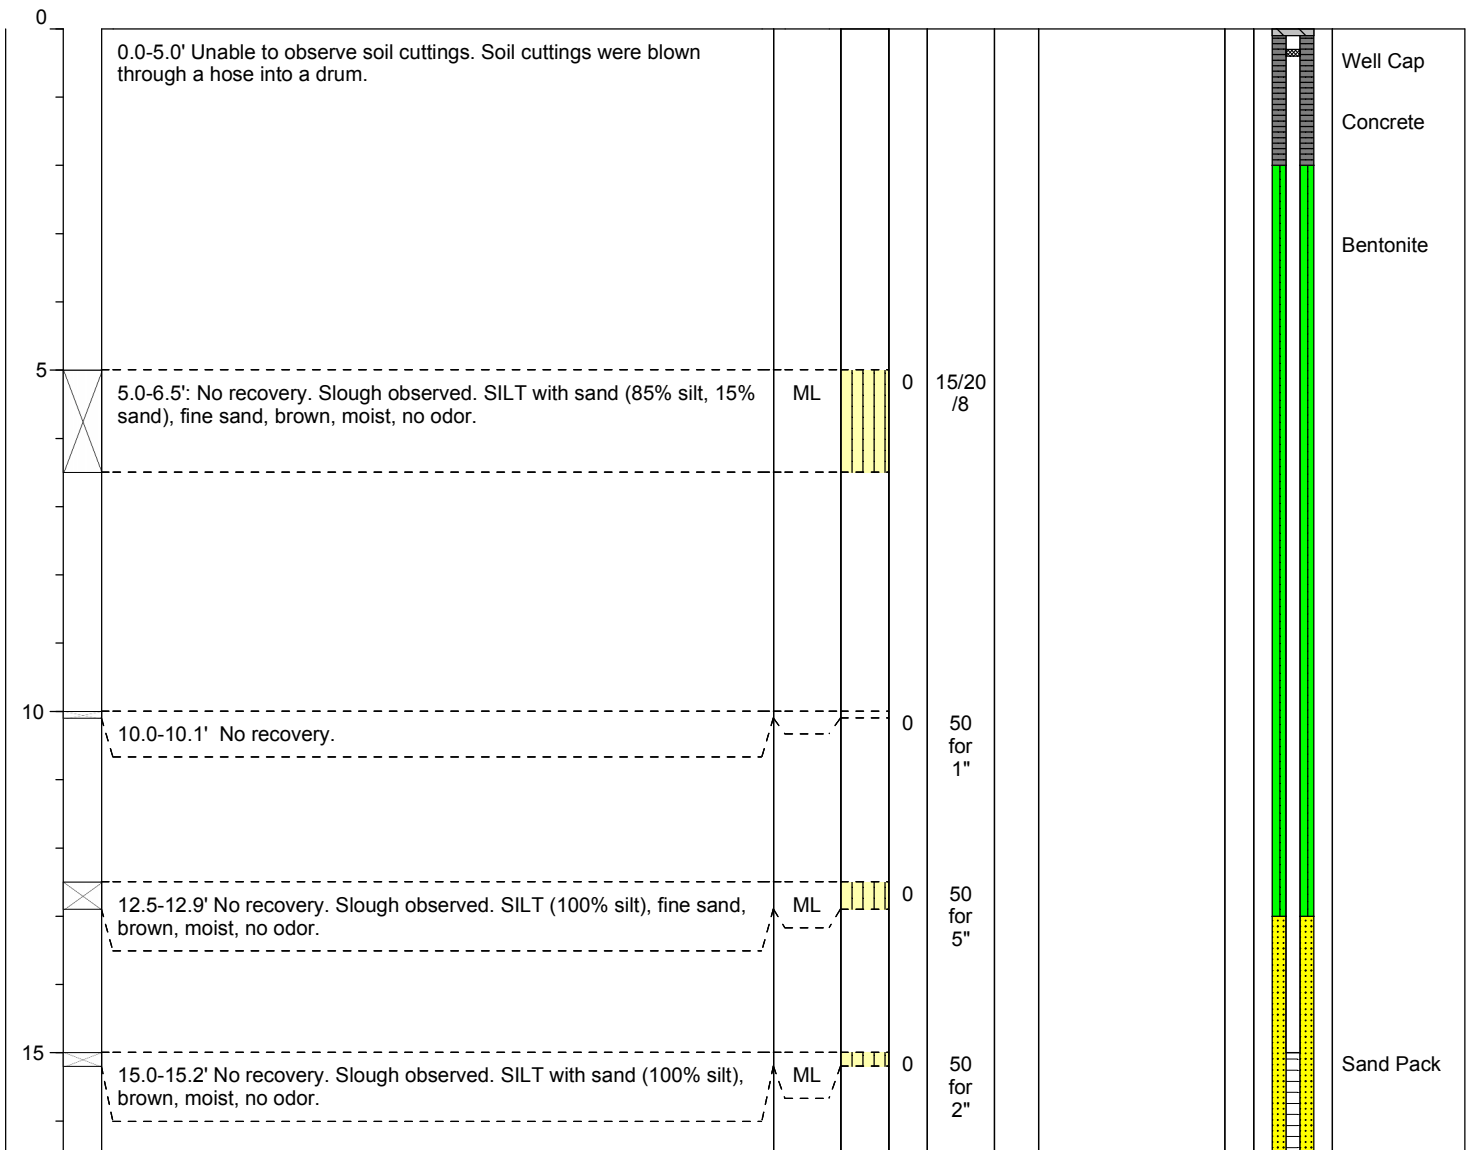 0
0.0-5.0' Unable to observe soil cuttings. Soil cuttings were blown
through a hose into a drum.
Well Cap
Concrete
Bentonite
5
5.0-6.5': No recovery. Slough observed. SILT with sand (85% silt, 15%
sand), fine sand, brown, moist, no odor.
ML
0
15/20
/8
10
10.0-10.1' No recovery.
0
50
for
1"
12.5-12.9' No recovery. Slough observed. SILT (100% silt), fine sand,
brown, moist, no odor.
ML
0
50
for
5"
15
15.0-15.2' No recovery. Slough observed. SILT with sand (100% silt),
brown, moist, no odor.
ML
0
50
for
2"
Sand Pack